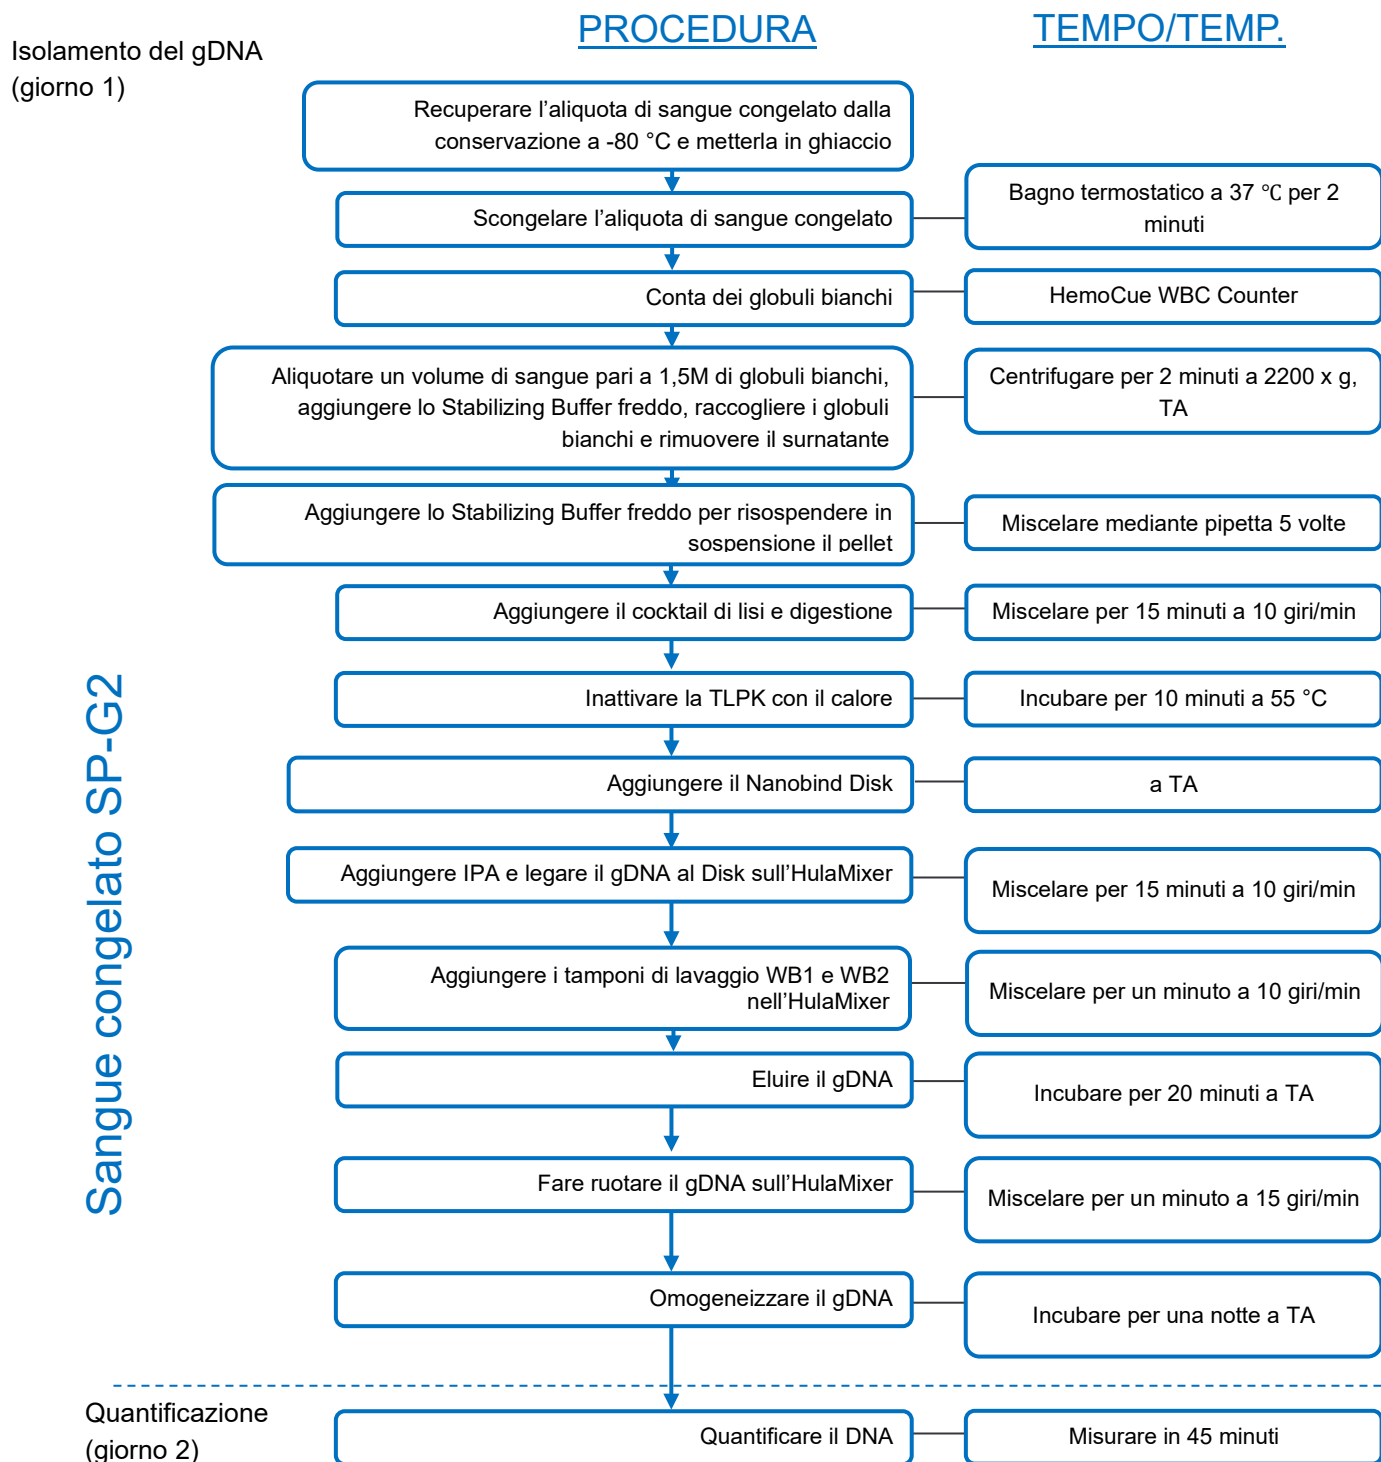 PROCEDURA
TEMPO/TEMP.
Isolamento del gDNA
(giorno 1)
Recuperare l’aliquota di sangue congelato dalla
conservazione a -80 °C e metterla in ghiaccio
Scongelare l’aliquota di sangue congelato
Bagno termostatico a 37 °C per 2
minuti
Conta dei globuli bianchi
HemoCue WBC Counter
Aliquotare un volume di sangue pari a 1,5M di globuli bianchi,
aggiungere lo Stabilizing Buffer freddo, raccogliere i globuli
bianchi e rimuovere il surnatante
Centrifugare per 2 minuti a 2200 x g,
TA
Aggiungere lo Stabilizing Buffer freddo per risospendere in
sospensione il pellet
Miscelare mediante pipetta 5 volte
Aggiungere il cocktail di lisi e digestione
Miscelare per 15 minuti a 10 giri/min
Inattivare la TLPK con il calore
Incubare per 10 minuti a 55 °C
Aggiungere il Nanobind Disk
a TA
Aggiungere IPA e legare il gDNA al Disk sull’HulaMixer
Miscelare per 15 minuti a 10 giri/min
Aggiungere i tamponi di lavaggio WB1 e WB2
nell’HulaMixer
Miscelare per un minuto a 10 giri/min
Eluire il gDNA
Incubare per 20 minuti a TA
Fare ruotare il gDNA sull’HulaMixer
Miscelare per un minuto a 15 giri/min
Omogeneizzare il gDNA
Incubare per una notte a TA
Sangue congelato SP-G2
Quantificazione
(giorno 2)
Quantificare il DNA
Misurare in 45 minuti